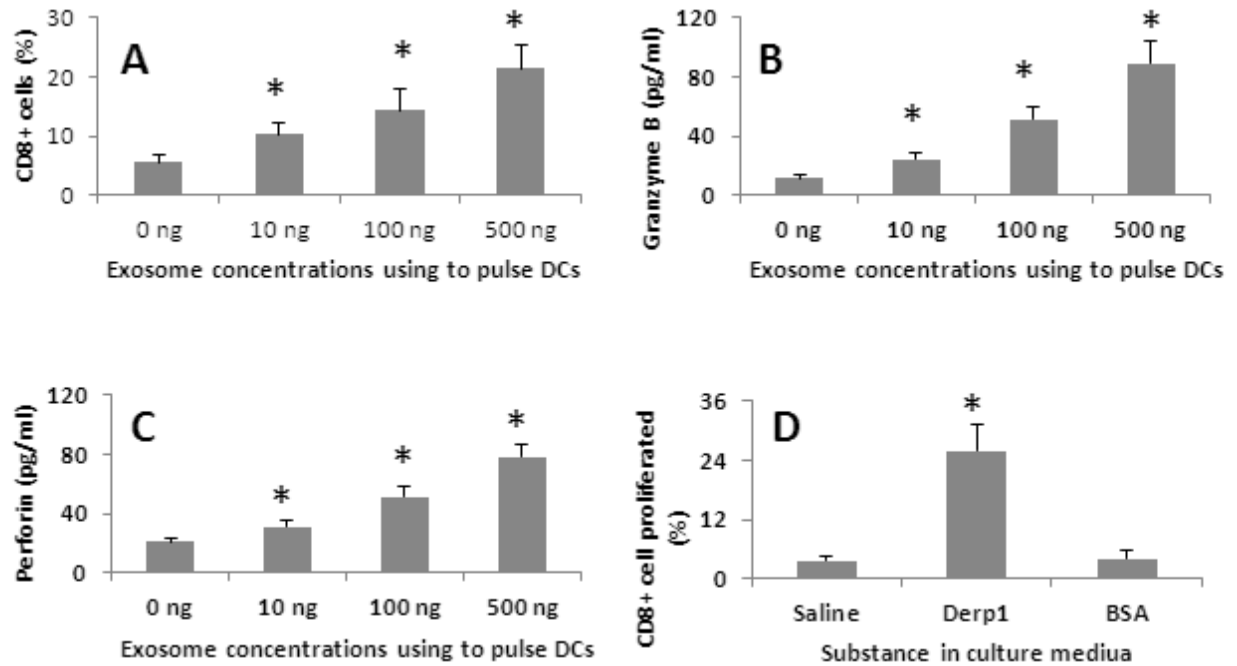 A
CD8+ cells (%)
30
20
10
0
*
*
*
0 ng 10 ng 100 ng 500 ng
Exosome concentrations using to pulse DCs
B
Granzyme B (pg/ml)
120
80
40
0
*
*
*
0 ng 10 ng 100 ng 500 ng
Exosome concentrations using to pulse DCs
C
Perforin (pg/ml)
120
80
40
0
*
*
*
0 ng 10 ng 100 ng 500 ng
Exosome concentrations using to pulse DCs
D
CD8+ cell proliferated
(%)
36
24
12
0
*
Saline Derp1 BSA
Substance in culture mediua